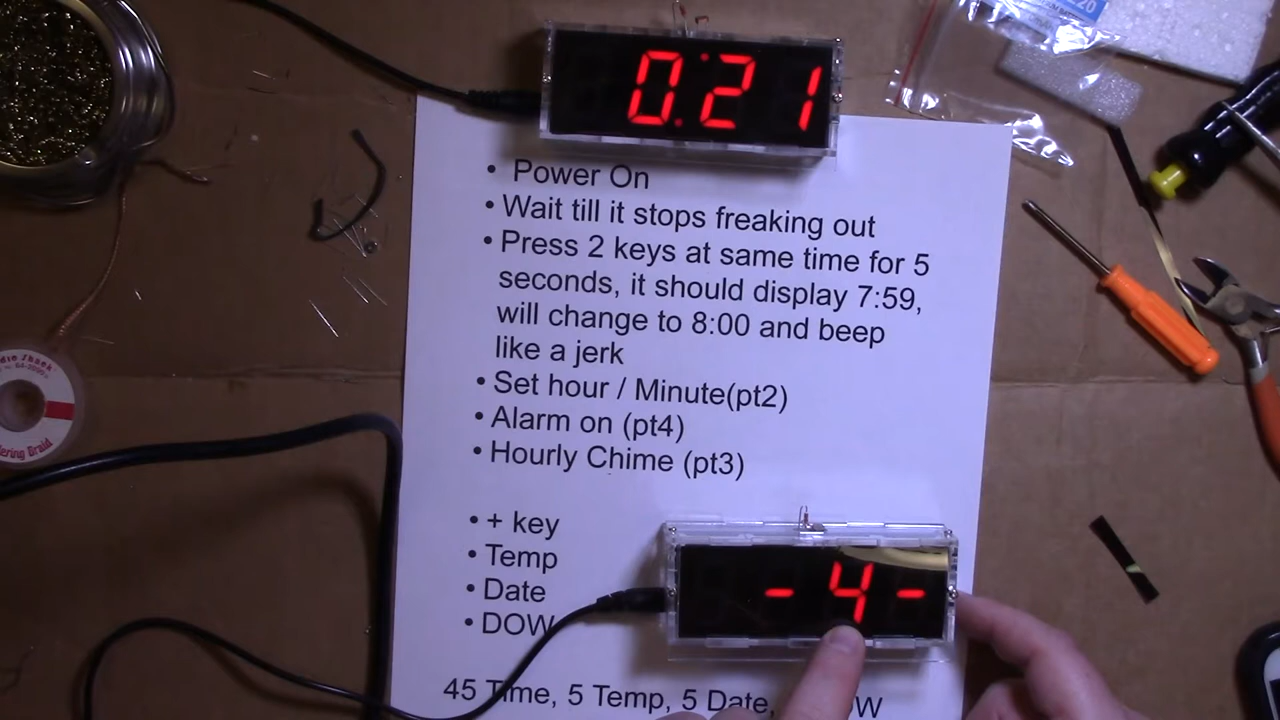 20
0:21
• Power On
• Wait till it stops freaking out
• Press 2 keys at same time for 5
seconds, it should display 7:59,
will change to 8:00 and beep
like a jerk
• Set hour / Minute(pt2)
• Alarm on (pt4)
• Hourly Chime (pt3)
• + key
• Temp
• Date
• DOW
- 4 -
45 Time, 5 Temp, 5 Date,